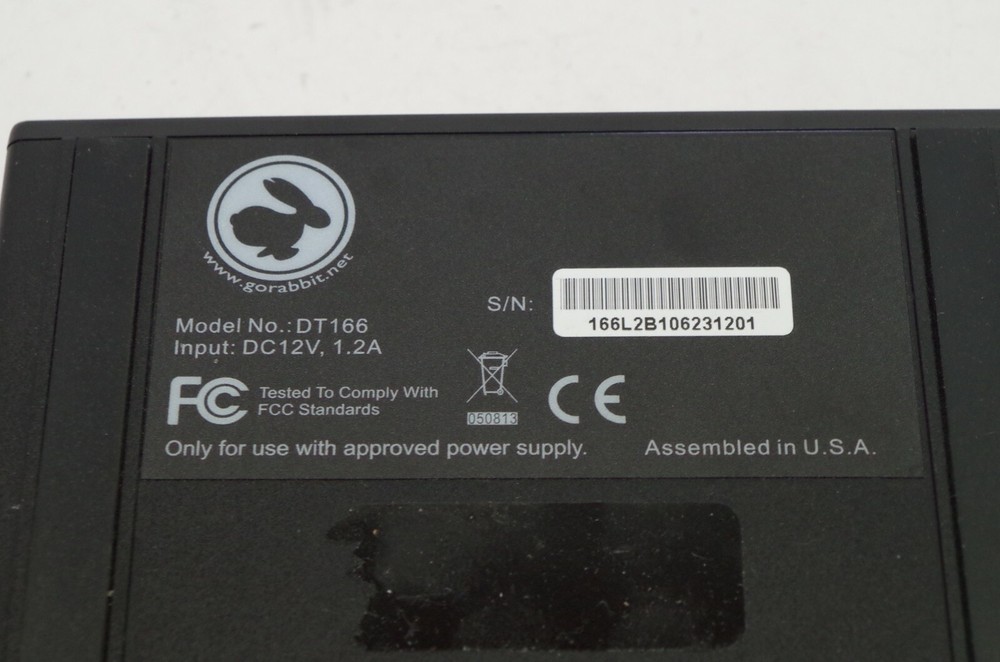 www.gorabbit.net
Model No.:DT166
Input: DC12V, 1.2A
S/N:
166L2B106231201
FC
Tested To Comply With
FCC Standards
050813
CE
Only for use with approved power supply.
Assembled in U.S.A.